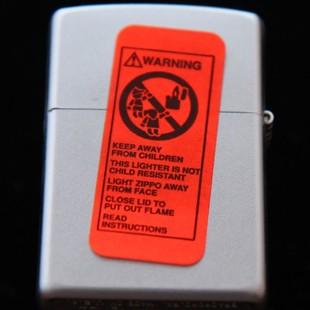 WARNING
KEEP AWAY
FROM CHILDREN
THIS LIGHTER IS NOT
CHILD RESISTANT
LIGHT ZIPPO AWAY
FROM FACE
CLOSE LID TO
PUT OUT FLAME
READ
INSTRUCTIONS